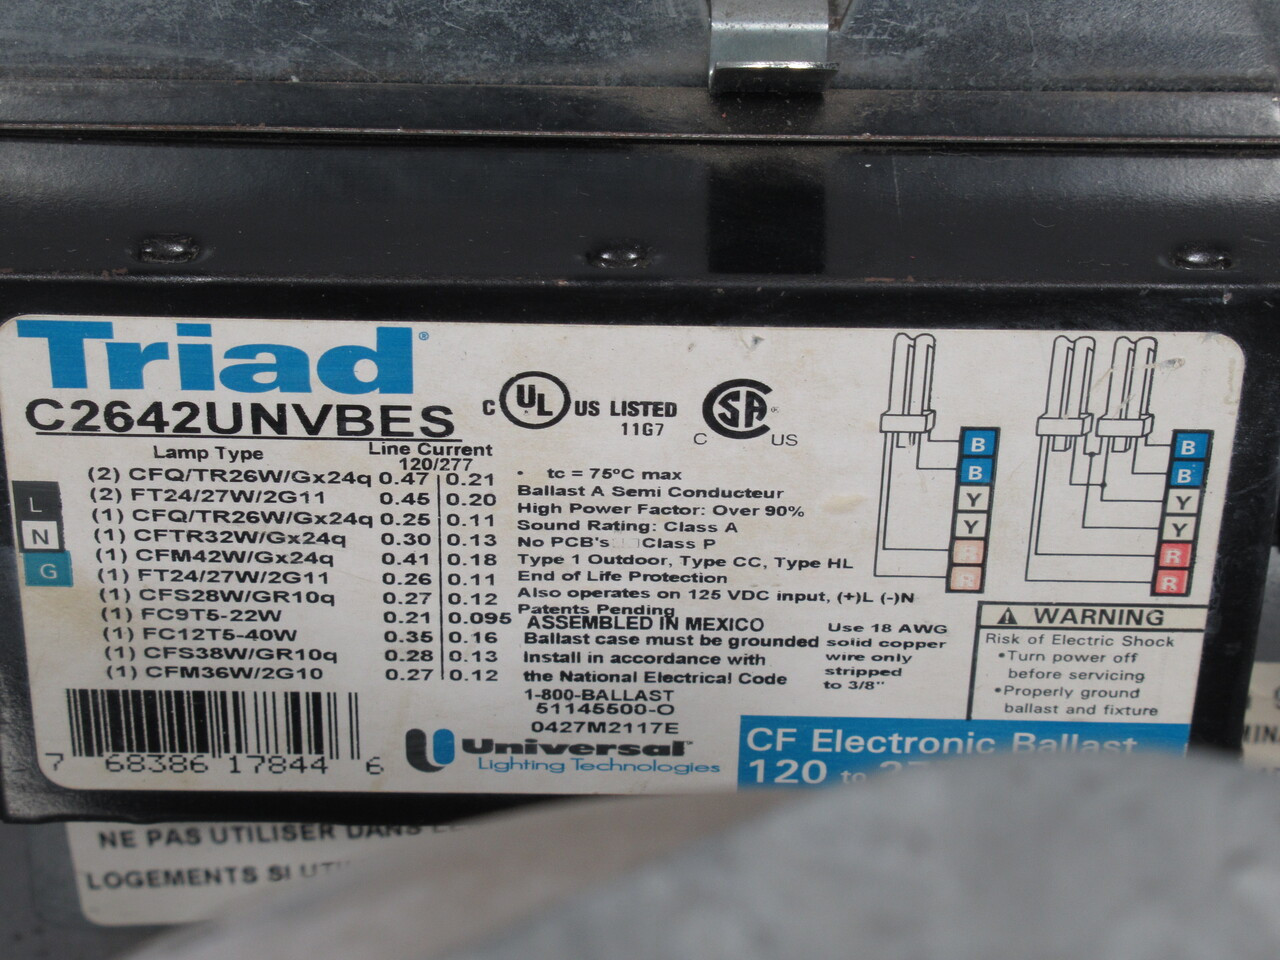 Triad®
C2642UNVBES
C UL US LISTED
11G7
C CSA® US
Lamp Type Line Current
120/277
(2) CFQ/TR26W/Gx24q 0.47 0.21
(2) FT24/27W/2G11 0.45 0.20
(1) CFQ/TR26W/Gx24q 0.25 0.11
(1) CFTR32W/Gx24q 0.30 0.13
(1) CFM42W/Gx24q 0.41 0.18
(1) FT24/27W/2G11 0.26 0.11
(1) CFS28W/GR10q 0.27 0.12
(1) FC9T5-22W 0.21 0.095
(1) FC12T5-40W 0.35 0.16
(1) CFS38W/GR10q 0.28 0.13
(1) CFM36W/2G10 0.27 0.12
L
N
G
• tc = 75°C max
Ballast A Semi Conducteur
High Power Factor: Over 90%
Sound Rating: Class A
No PCB's Class P
Type 1 Outdoor, Type CC, Type HL
End of Life Protection
Also operates on 125 VDC input, (+)L (-)N
Patents Pending
ASSEMBLED IN MEXICO
Ballast case must be grounded
Install in accordance with
the National Electrical Code
1-800-BALLAST
51145500-O
0427M2117E
Use 18 AWG
solid copper
wire only
stripped
to 3/8"
B
B
Y
Y
R
R
B
B
Y
Y
R
R
WARNING
Risk of Electric Shock
•Turn power off
before servicing
•Properly ground
ballast and fixture
7 68386 17844 6
Universal™
Lighting Technologies
CF Electronic Ballast
120 to
NE PAS UTILISER DANS
LOGEMENTS SI